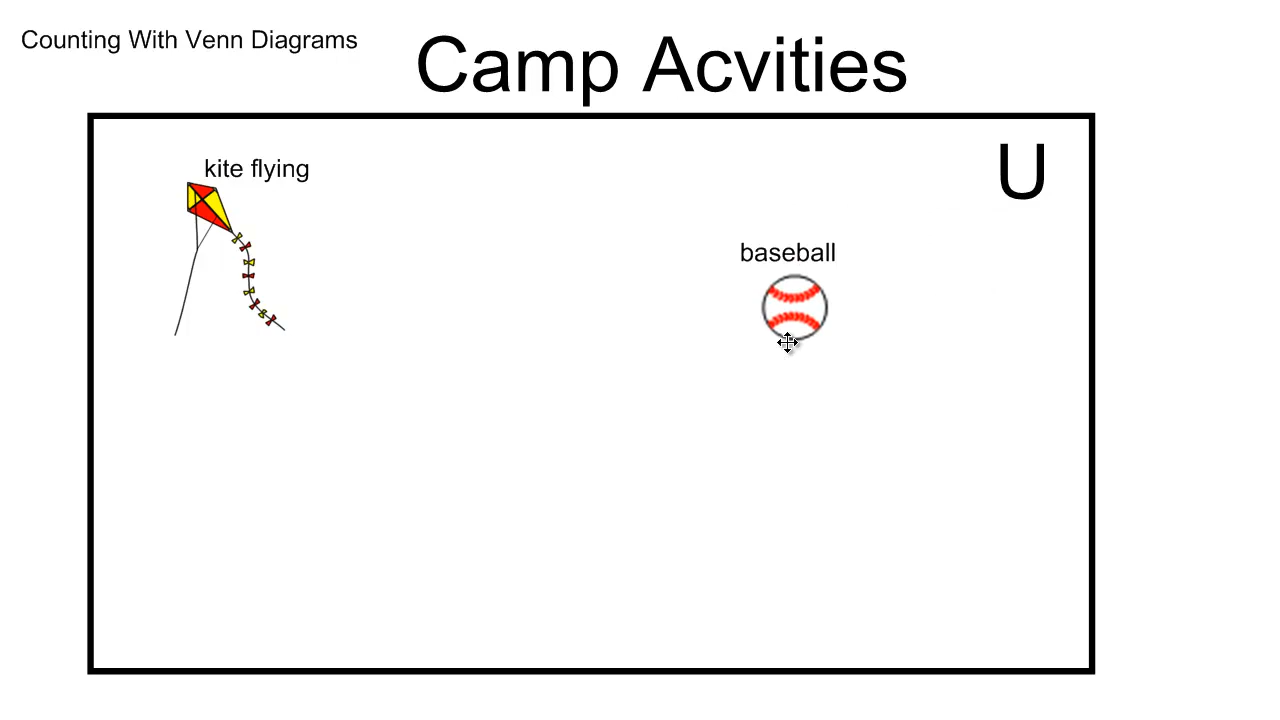 Counting With Venn Diagrams
Camp Acvities
U
kite flying
baseball